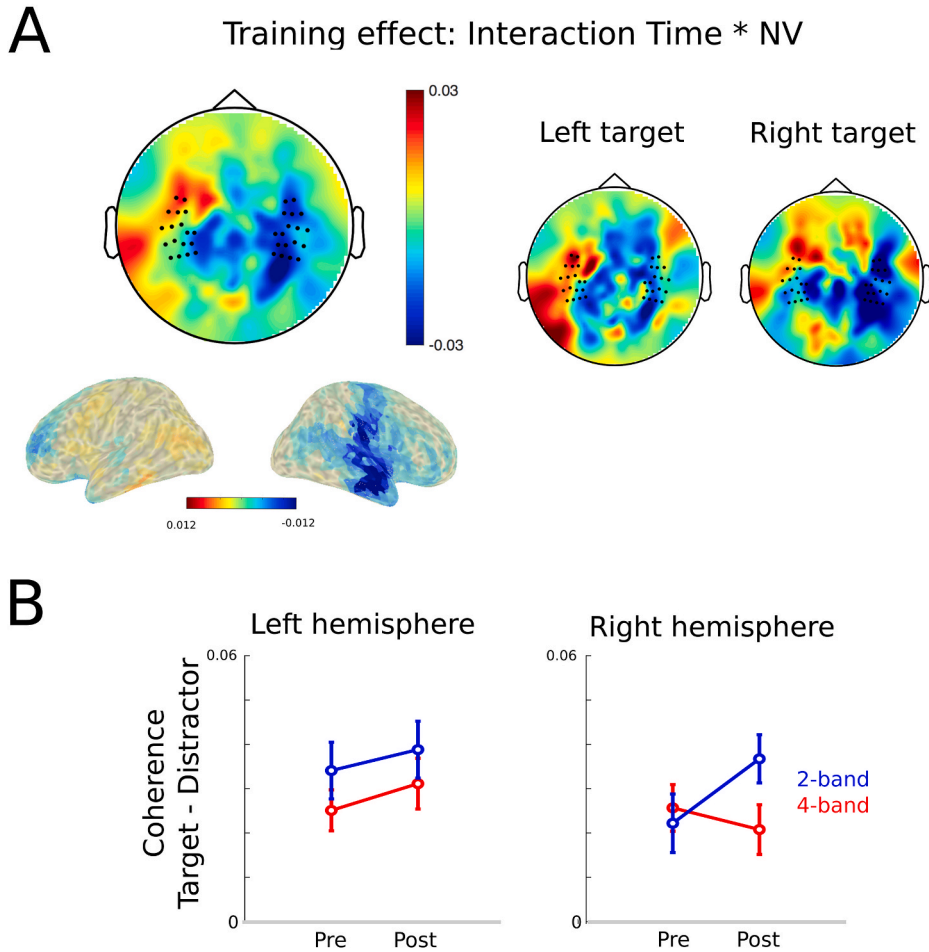 A
Training effect: Interaction Time * NV
0.03
-0.03
Left target
Right target
0.012
-0.012
B
Left hemisphere
Right hemisphere
Coherence
Target - Distractor
0.06
0
Pre
Post
0.06
0
Pre
Post
2-band
4-band